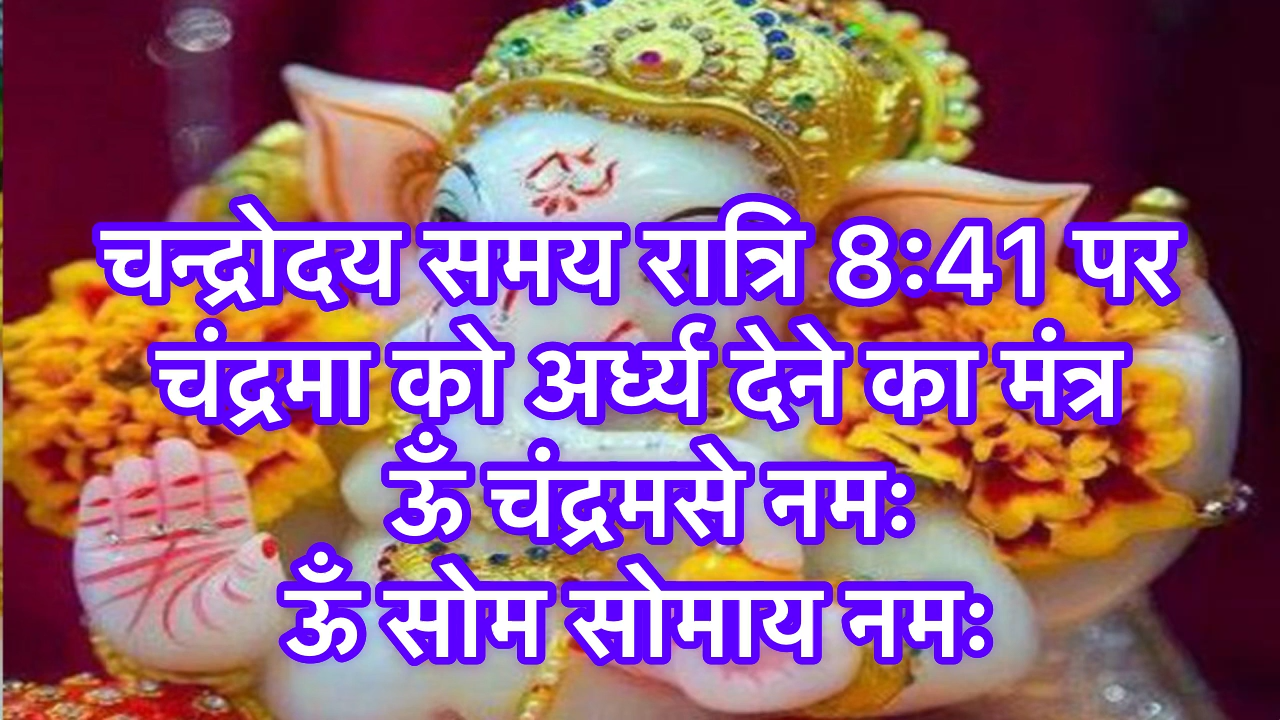 चन्द्रोदय समय रात्रि 8:41 पर
चंद्रमा को अर्घ्य देने का मंत्र
ऊँ चंद्रमसे नमः
ऊँ सोम सोमाय नमः